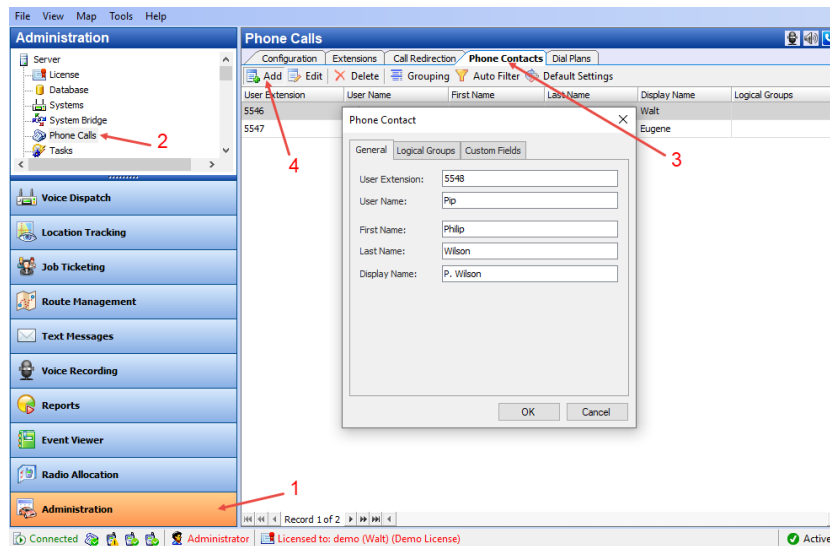 File View Map Tools Help
Administration
Phone Calls
Server
License
Database
Systems
System Bridge
Phone Calls
Tasks
2
Configuration Extensions Call Redirection Phone Contacts Dial Plans
Add Edit Delete Grouping Auto Filter Default Settings
User Extension User Name First Name Last Name Display Name Logical Groups
5546 Walt
5547 Eugene
4
3
Phone Contact
General Logical Groups Custom Fields
User Extension: 5548
User Name: Pip
First Name: Philip
Last Name: Wilson
Display Name: P. Wilson
OK Cancel
Voice Dispatch
Location Tracking
Job Ticketing
Route Management
Text Messages
Voice Recording
Reports
Event Viewer
Radio Allocation
Administration
1
Record 1 of 2
Connected Administrator Licensed to: demo (Walt) (Demo License) Active